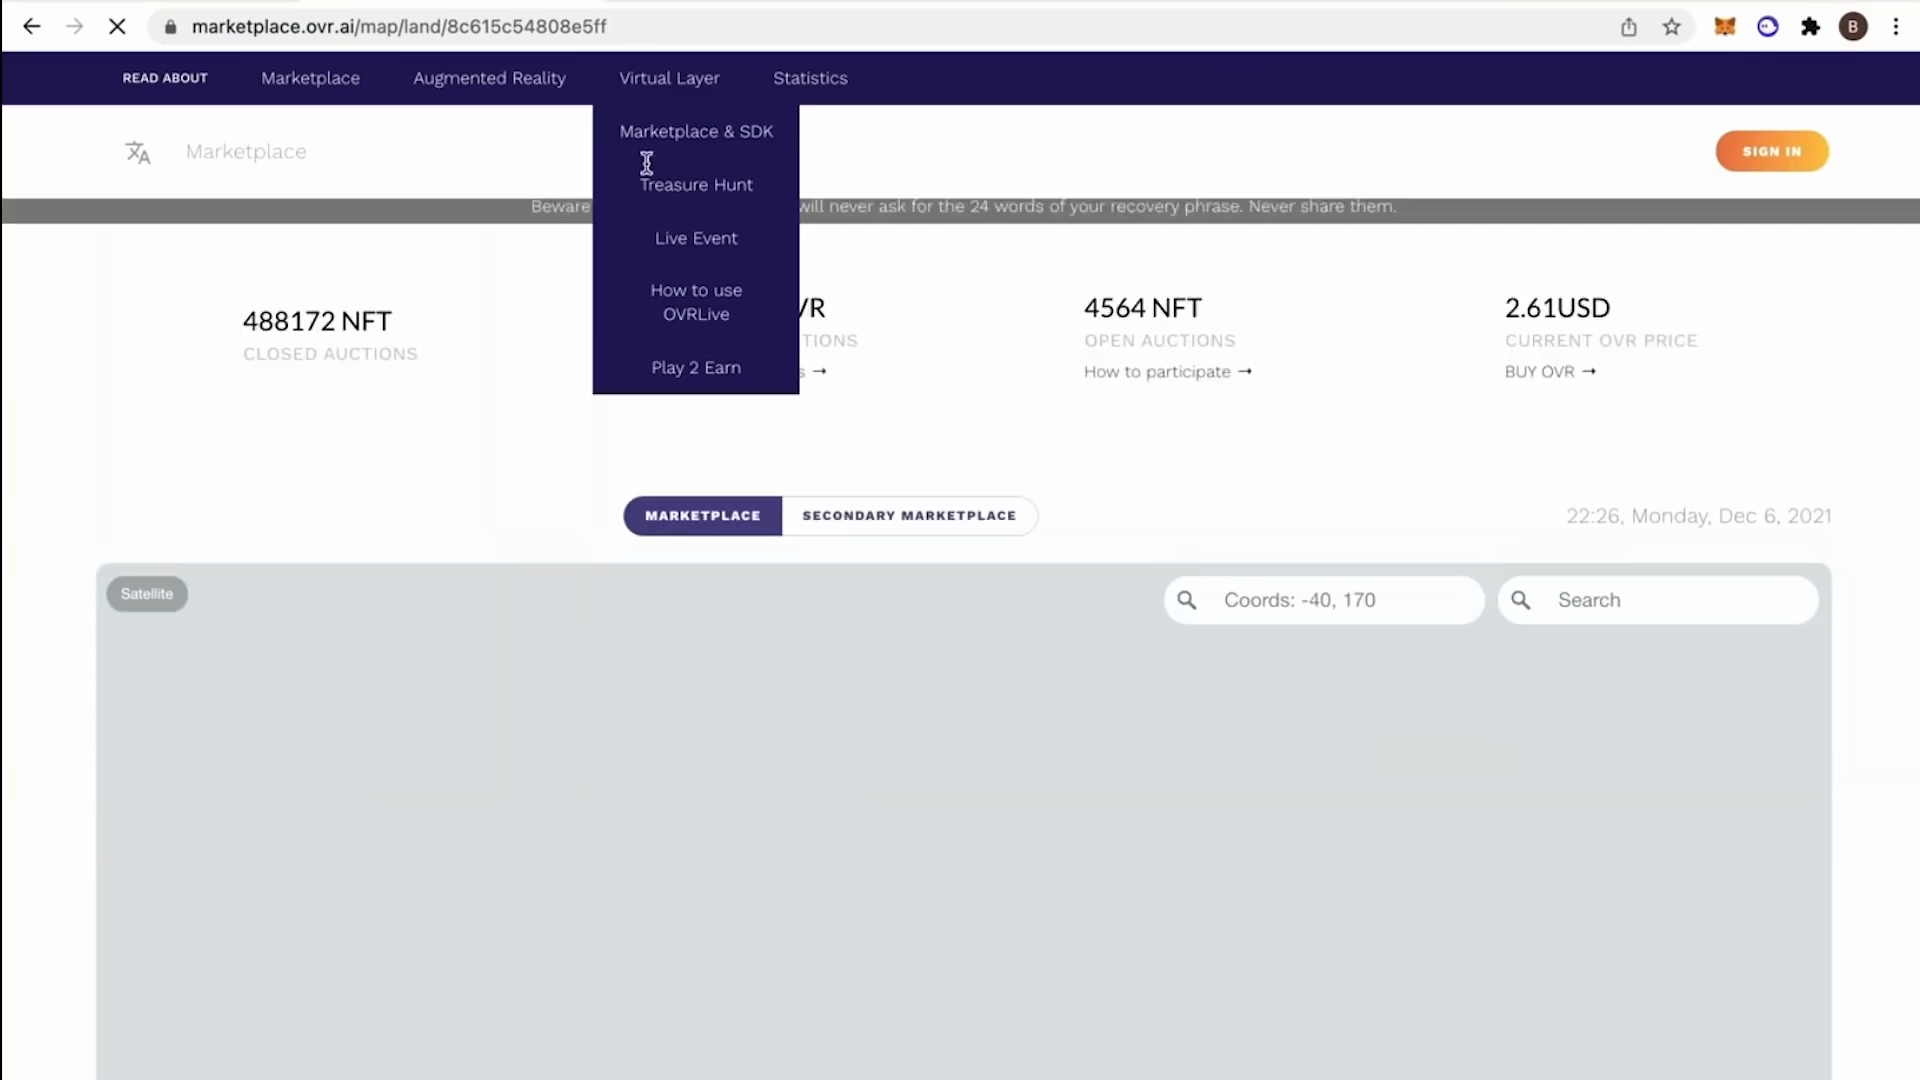 marketplace.ovr.ai/map/land/8c615c54808e5ff
B
READ ABOUT Marketplace Augmented Reality Virtual Layer Statistics
Marketplace & SDK
Treasure Hunt
Live Event
How to use
OVRLive
Play 2 Earn
Marketplace
SIGN IN
Beware will never ask for the 24 words of your recovery phrase. Never share them.
488172 NFT
CLOSED AUCTIONS
VR
TIONS
s →
4564 NFT
OPEN AUCTIONS
How to participate →
2.61USD
CURRENT OVR PRICE
BUY OVR →
MARKETPLACE SECONDARY MARKETPLACE
22:26, Monday, Dec 6, 2021
Satellite
Coords: -40, 170
Search